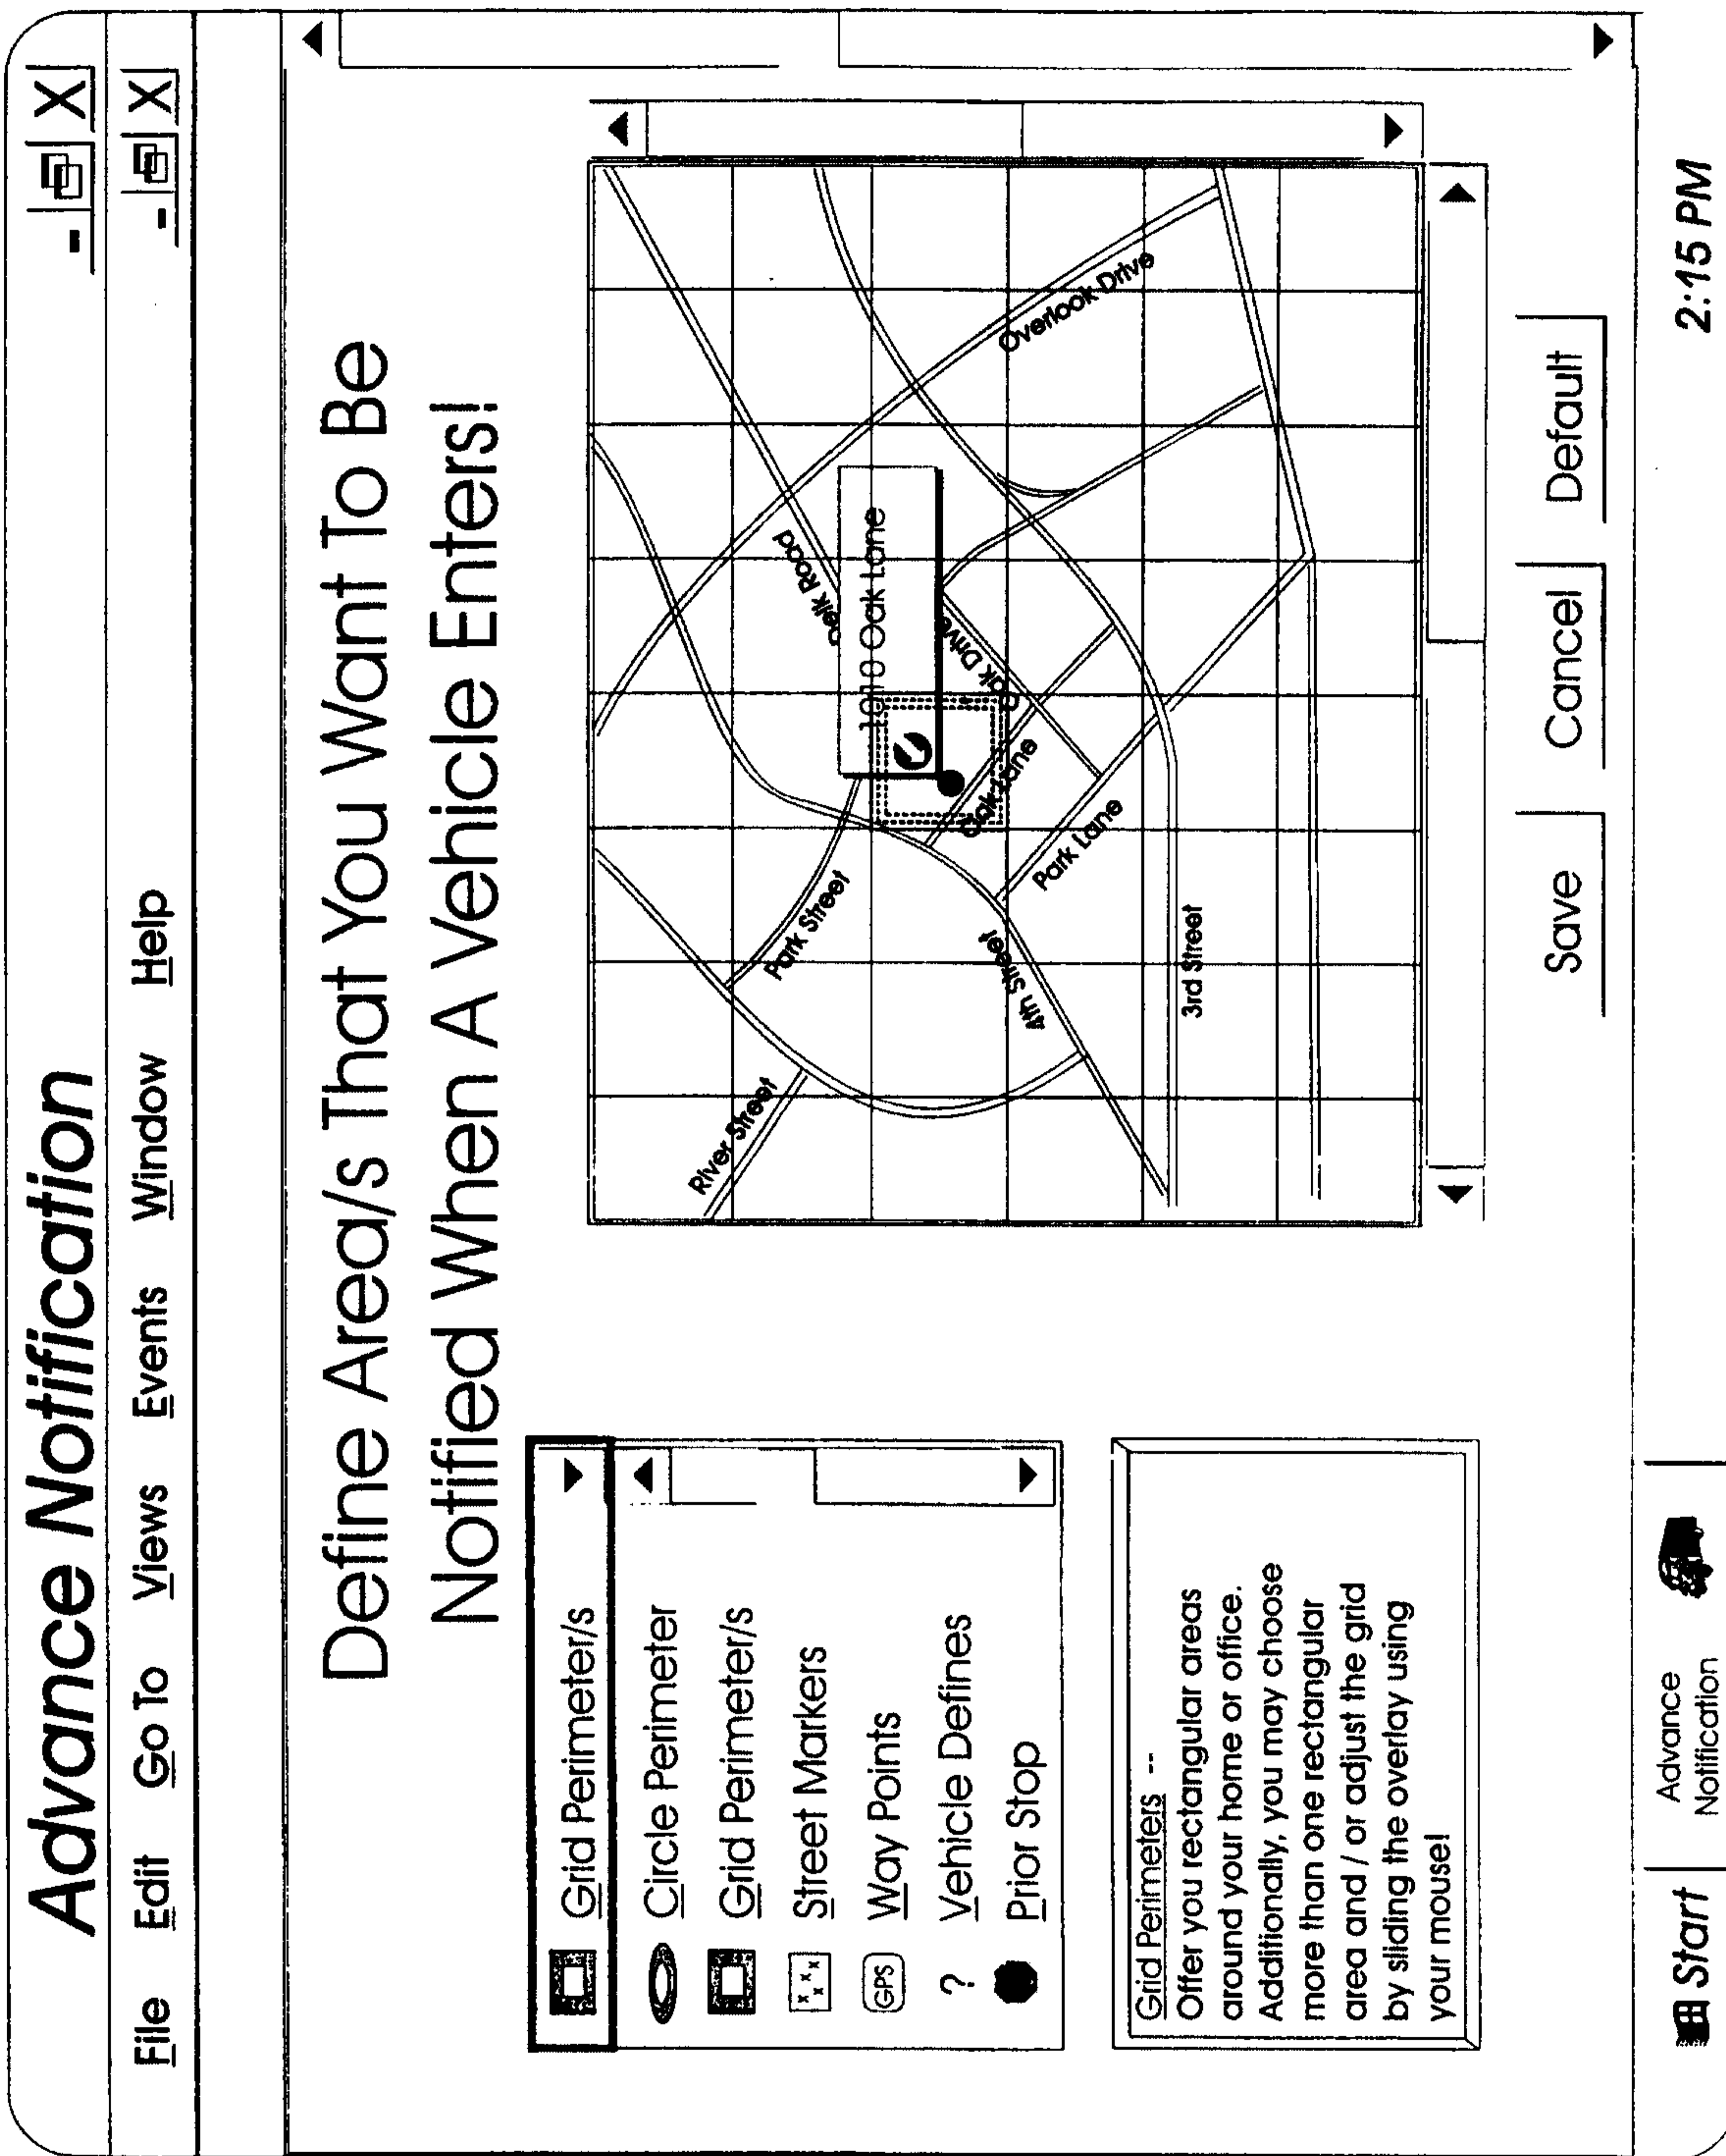 Advance Notification
File Edit Go To Views Events Window Help
Define Area/s That You Want To Be
Notified When A Vehicle Enters!
Grid Perimeter/s
Circle Perimeter
Grid Perimeter/s
Street Markers
GPS Way Points
? Vehicle Defines
Prior Stop
Grid Perimeters --
Offer you rectangular areas
around your home or office.
Additionally, you may choose
more than one rectangular
area and / or adjust the grid
by sliding the overlay using
your mouse!
River Street
Park Street
Road
1010 Oak Lane
Drive
Oak Lane
Overlook Drive
4th Street
Park Lane
3rd Street
Save Cancel Default
Start
Advance
Notification
2:15 PM